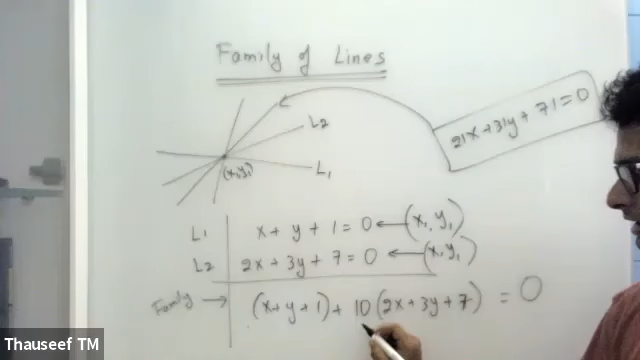 Family of Lines
21x + 31y + 71 = 0
L2
(x1, y1)
L1
L1 x + y + 1 = 0 ← (x1, y1)
L2 2x + 3y + 7 = 0 ← (x1, y1)
Family → (x + y + 1) + 10 (2x + 3y + 7) = 0
Thauseef TM